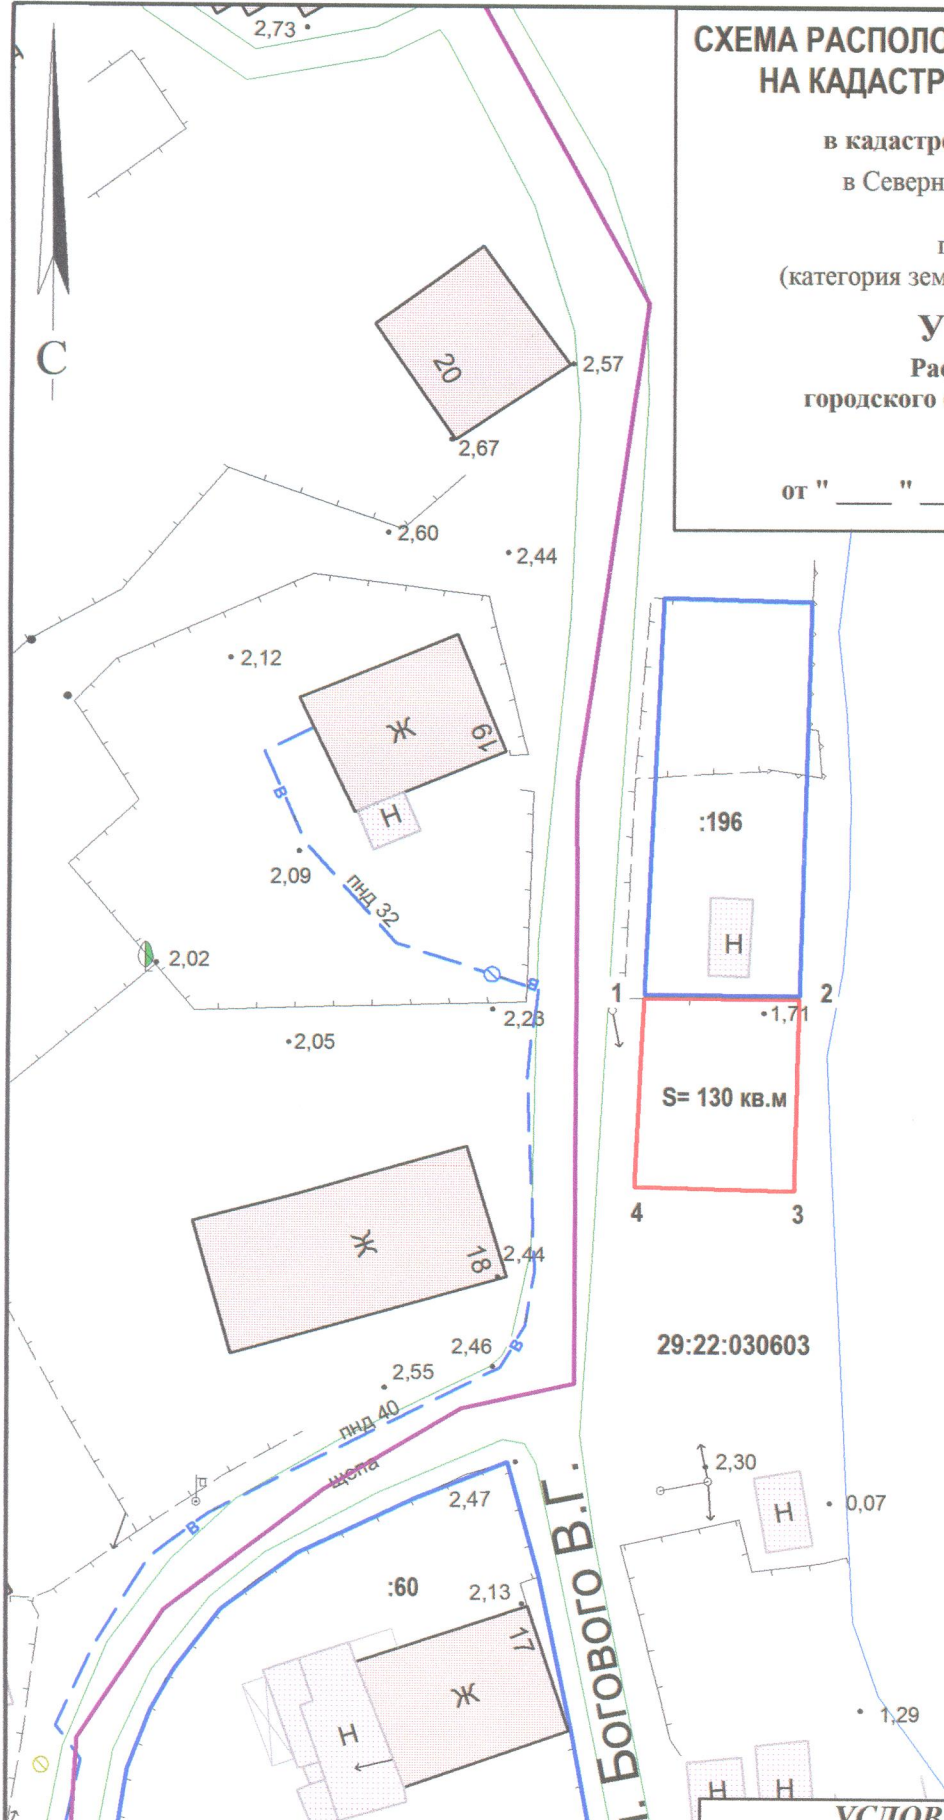 2,73
СХЕМА РАСПОЛО
НА КАДАСТР
в кадастр
в Северн
(категория зем
У
Рас
городского
от " ____ " __
С
20
2,57
2,67
2,60
2,44
2,12
Ж
19
Н
В
2,09
пнд 32
:196
Н
2,02
В
2,23
1
2
1,71
2,05
S= 130 кв.м
4
3
Ж
18
2,44
2,46
29:22:030603
В
2,55
пнд 40
щепа
2,30
2,47
Н
0,07
В
:60
2,13
17
Ж
Н
Богового В.Г.
1,29
Н
Н
УСЛОВ